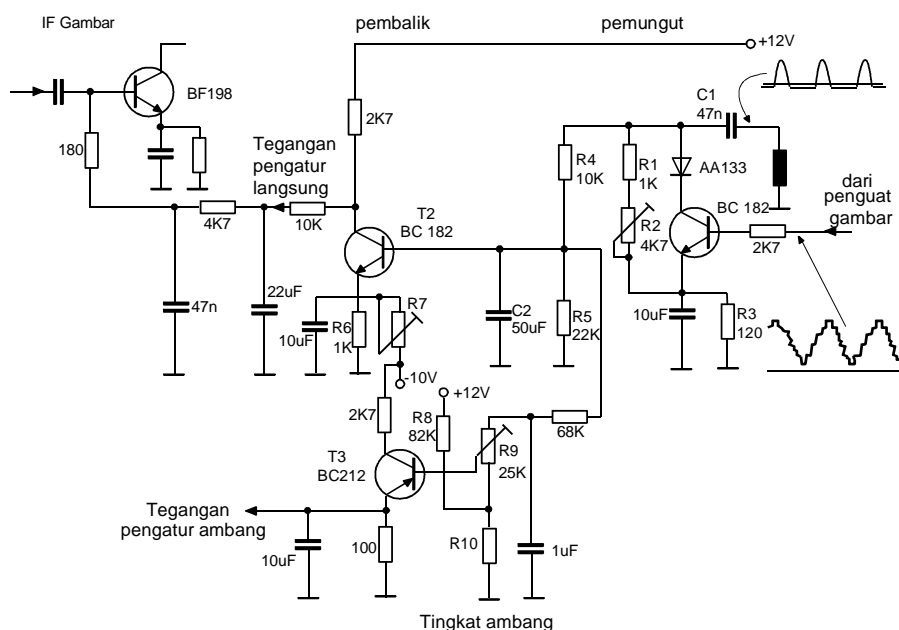 IF Gambar
pembalik
pemungut
+12V
BF198
C1
47n
2K7
180
Tegangan
pengatur
langsung
R4
10K
R1
1K
AA133
dari
penguat
gambar
T2
BC 182
BC 182
R2
4K7
4K7
10K
2K7
22uF
R7
47n
10uF
R6
1K
C2
50uF
R5
22K
10uF
R3
120
-10V
+12V
2K7
R8
82K
68K
T3
BC212
R9
25K
Tegangan
pengatur ambang
10uF
100
R10
1uF
Tingkat ambang